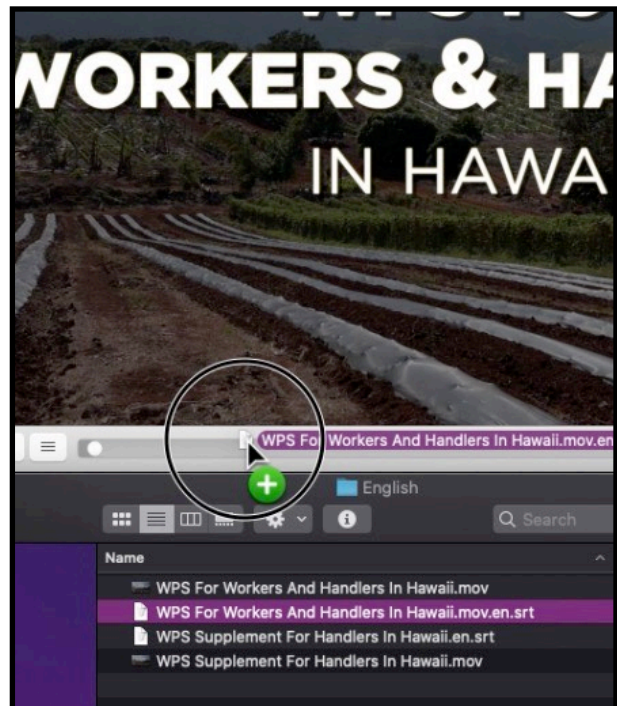 WORKERS & HA
IN HAWA
WPS For Workers And Handlers In Hawaii.mov.en
English
Search
Name
WPS For Workers And Handlers In Hawaii.mov
WPS For Workers And Handlers In Hawaii.mov.en.srt
WPS Supplement For Handlers In Hawaii.en.srt
WPS Supplement For Handlers In Hawaii.mov